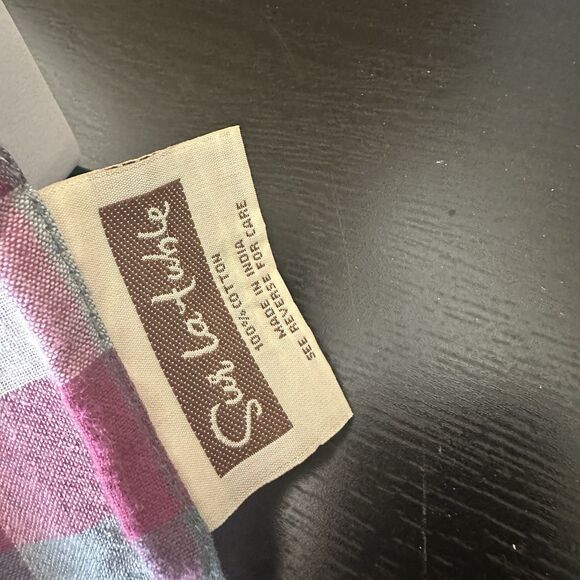 Sur La Table
100% COTTON
MADE IN INDIA
SEE REVERSE FOR CARE